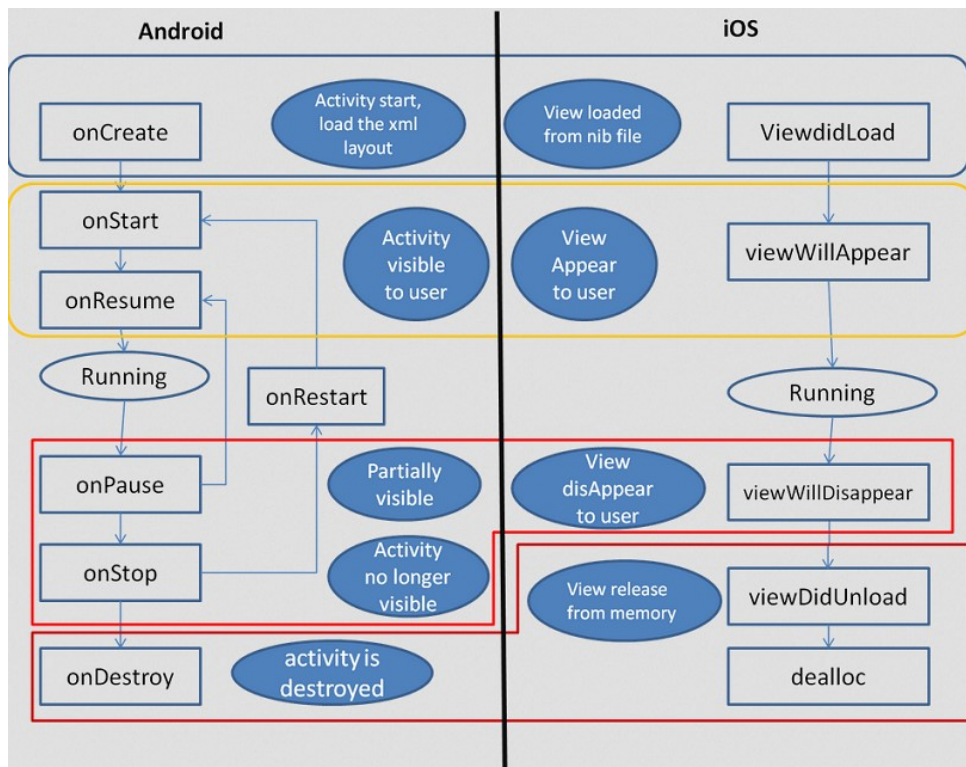 Android
iOS
onCreate
Activity start,
load the xml
layout
View loaded
from nib file
ViewdidLoad
onStart
Activity
visible
to user
View
Appear
to user
viewWillAppear
onResume
Running
onRestart
Running
onPause
Partially
visible
View
disAppear
to user
viewWillDisappear
onStop
Activity
no longer
visible
View release
from memory
viewDidUnload
onDestroy
activity is
destroyed
dealloc